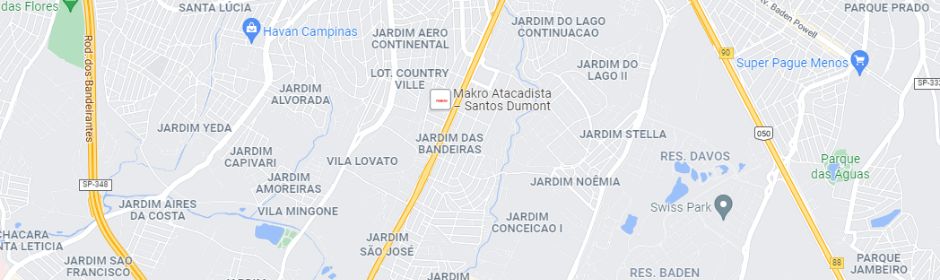 das Flores
SANTA LÚCIA
Havan Campinas
JARDIM AERO
CONTINENTAL
JARDIM DO LAGO
CONTINUACAO
Av. Baden Powell
PARQUE PRADO
90
Super Pague Menos
SP-333
Rod. dos Bandeirantes
LOT. COUNTRY
VILLE
JARDIM DO
LAGO II
JARDIM
ALVORADA
makro
Makro Atacadista
– Santos Dumont
JARDIM YEDA
JARDIM DAS
BANDEIRAS
JARDIM STELLA
050
JARDIM
CAPIVARI
VILA LOVATO
RES. DAVOS
Parque
das Águas
SP-348
JARDIM
AMOREIRAS
JARDIM NOÊMIA
JARDIM AIRES
DA COSTA
VILA MINGONE
Swiss Park
CHACARA
SANTA LETICIA
JARDIM
CONCEICAO I
JARDIM
SÃO JOSÉ
JARDIM SAO
FRANCISCO
88
PARQUE
JAMBEIRO
JARDIM
RES. BADEN